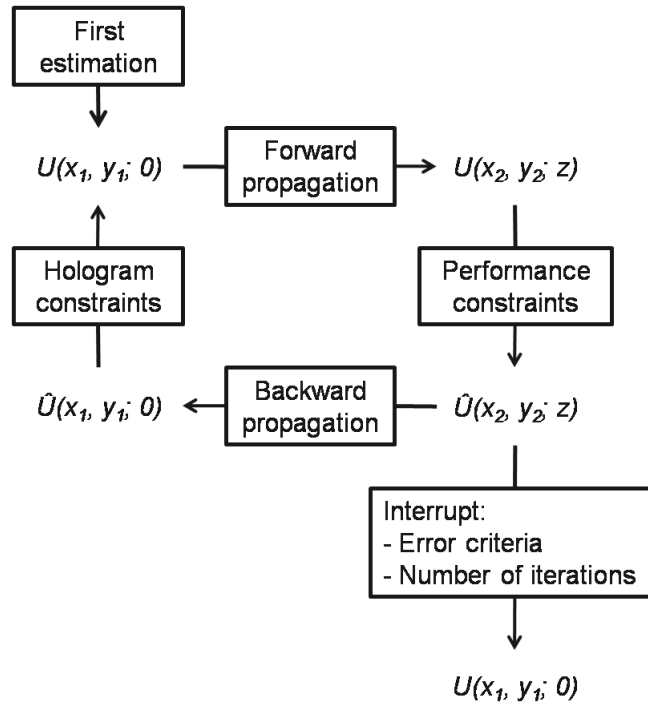 First
estimation
U(x₁, y₁; 0)
Forward
propagation
U(x₂, y₂; z)
Hologram
constraints
Performance
constraints
Û(x₁, y₁; 0)
Backward
propagation
Û(x₂, y₂; z)
Interrupt:
- Error criteria
- Number of iterations
U(x₁, y₁; 0)